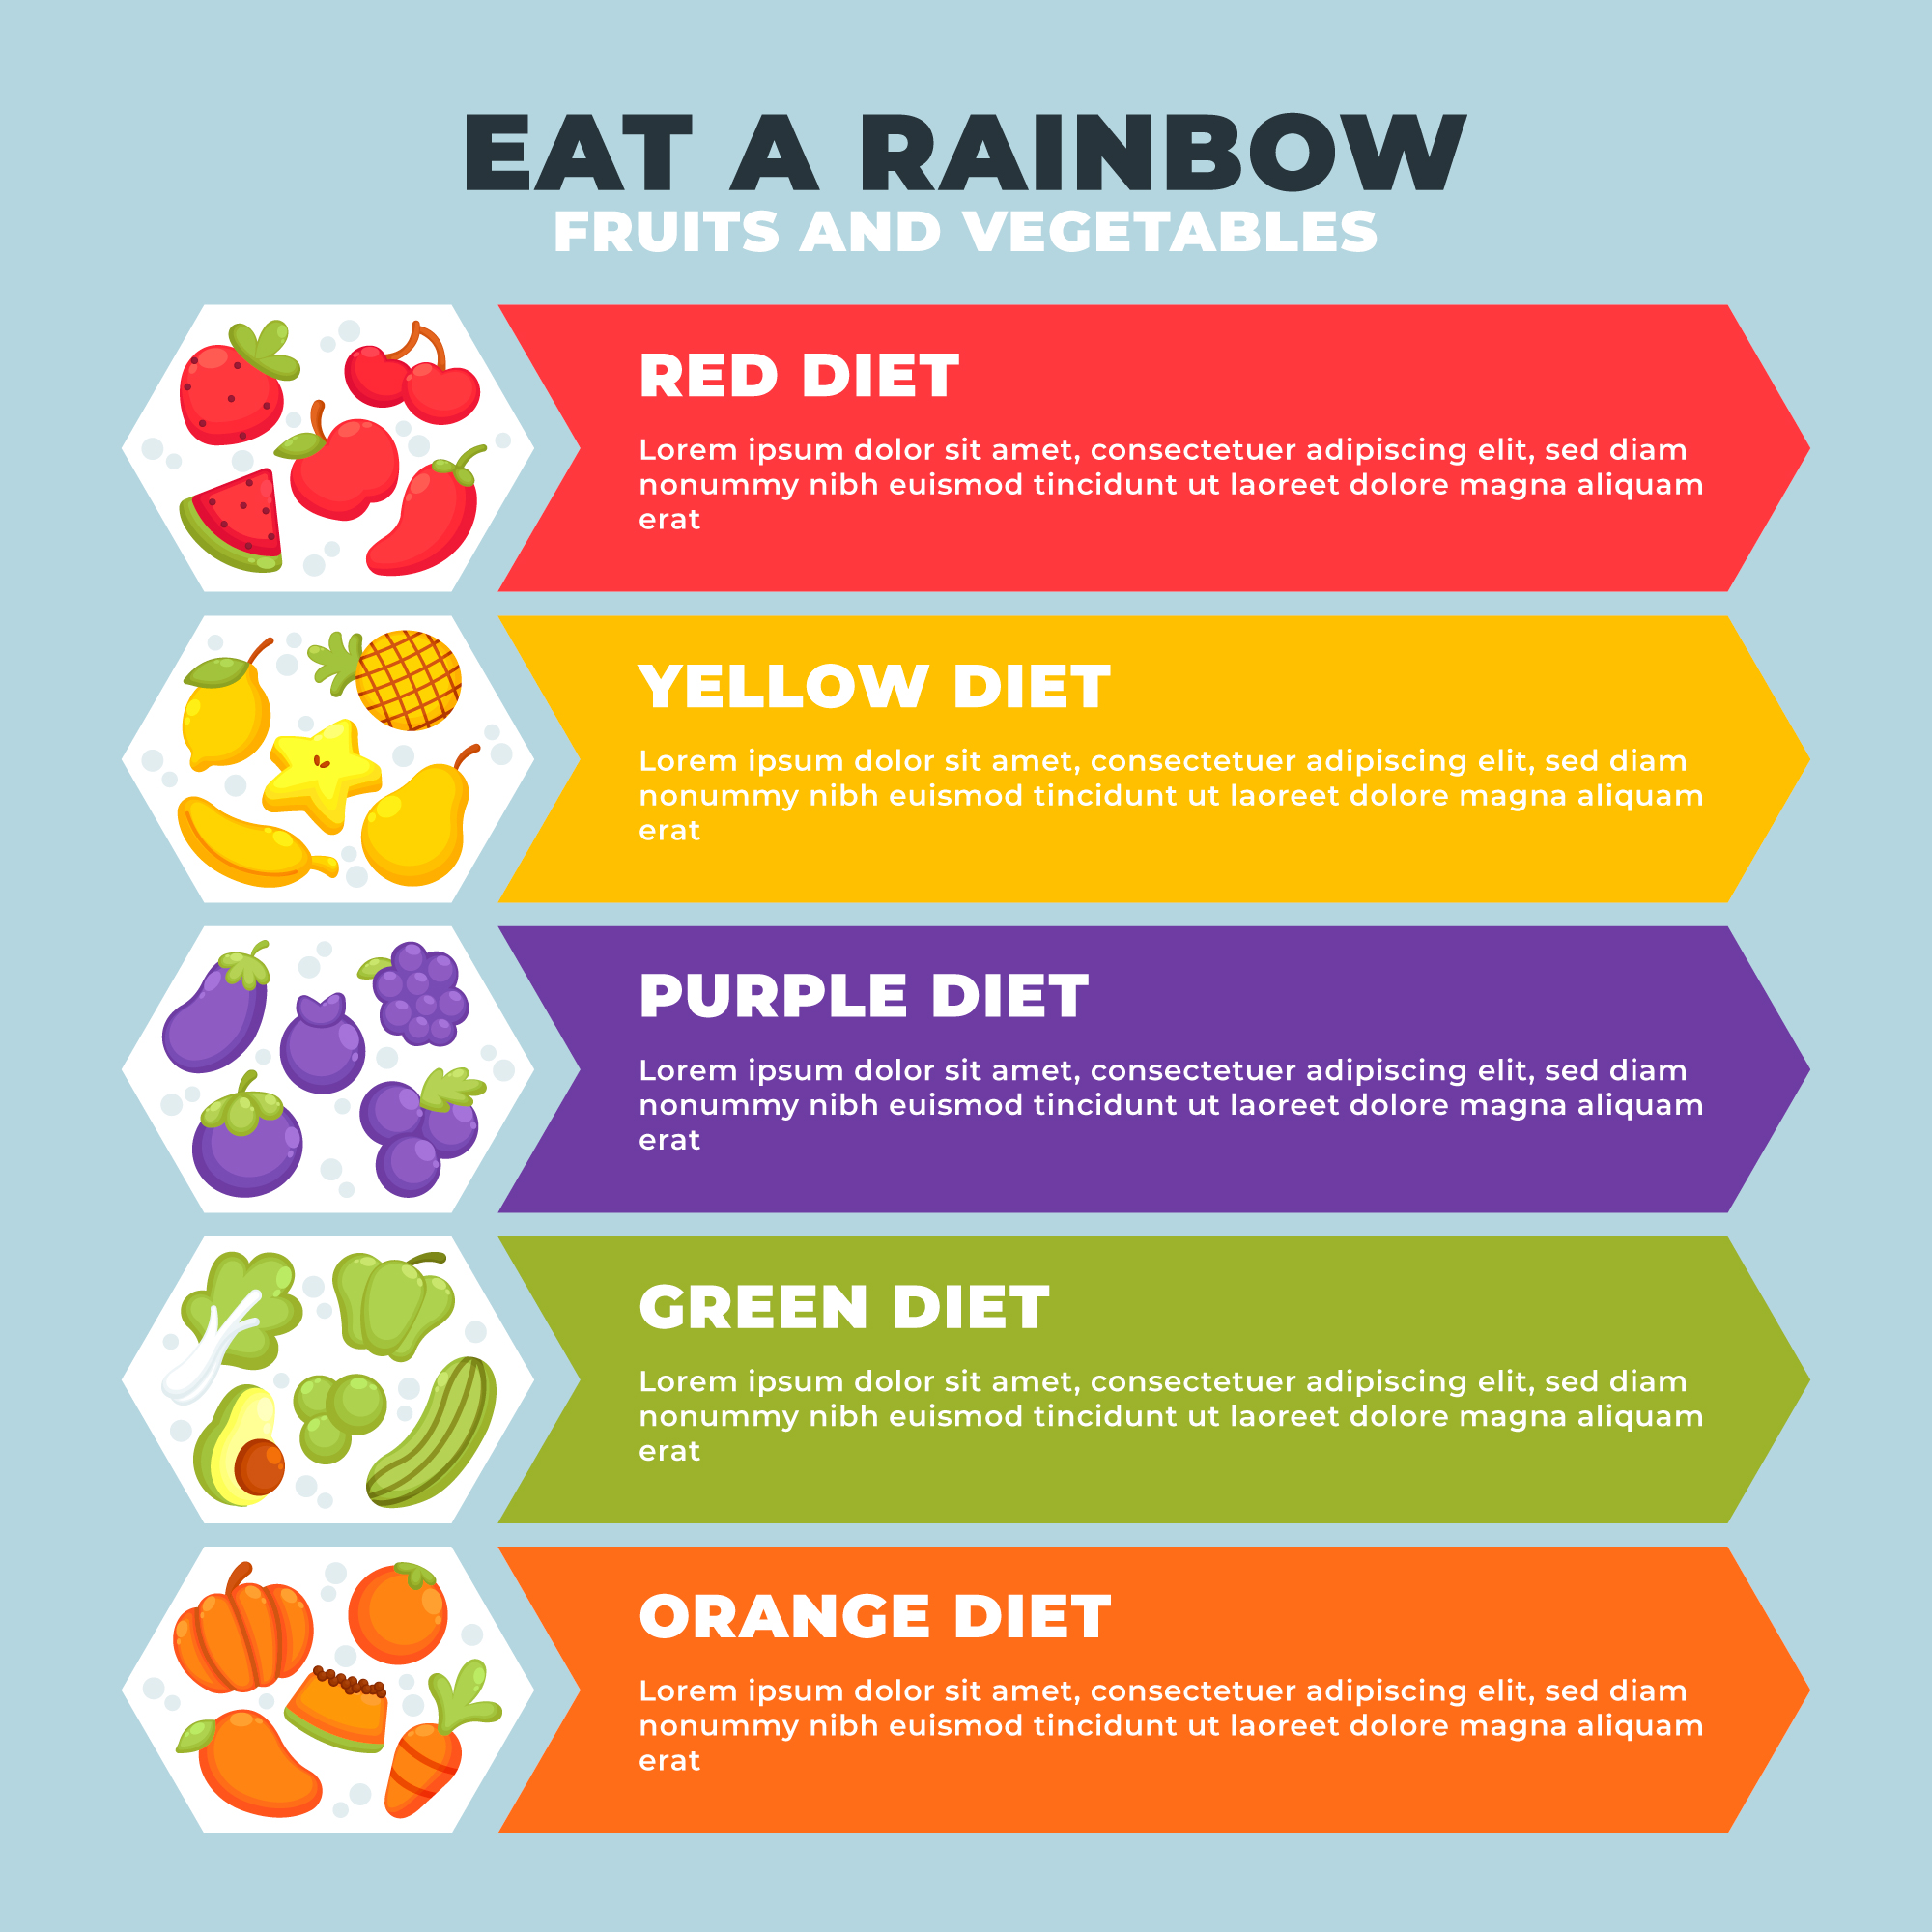 EAT A RAINBOW
FRUITS AND VEGETABLES
RED DIET
Lorem ipsum dolor sit amet, consectetuer adipiscing elit, sed diam
nonummy nibh euismod tincidunt ut laoreet dolore magna aliquam
erat
YELLOW DIET
Lorem ipsum dolor sit amet, consectetuer adipiscing elit, sed diam
nonummy nibh euismod tincidunt ut laoreet dolore magna aliquam
erat
PURPLE DIET
Lorem ipsum dolor sit amet, consectetuer adipiscing elit, sed diam
nonummy nibh euismod tincidunt ut laoreet dolore magna aliquam
erat
GREEN DIET
Lorem ipsum dolor sit amet, consectetuer adipiscing elit, sed diam
nonummy nibh euismod tincidunt ut laoreet dolore magna aliquam
erat
ORANGE DIET
Lorem ipsum dolor sit amet, consectetuer adipiscing elit, sed diam
nonummy nibh euismod tincidunt ut laoreet dolore magna aliquam
erat